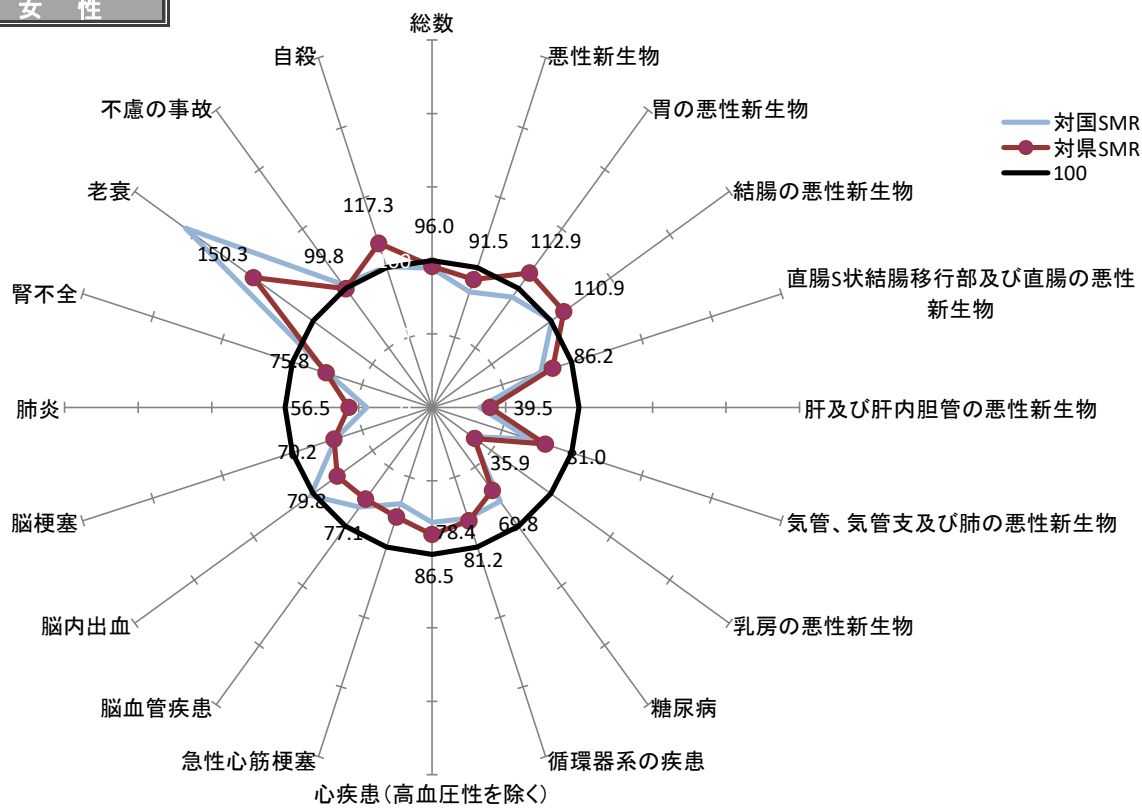 女 性
総数
自殺
悪性新生物
不慮の事故
胃の悪性新生物
対国SMR
対県SMR
100
老衰
結腸の悪性新生物
腎不全
直腸S状結腸移行部及び直腸の悪性
新生物
肺炎
肝及び肝内胆管の悪性新生物
脳梗塞
気管、気管支及び肺の悪性新生物
脳内出血
乳房の悪性新生物
脳血管疾患
糖尿病
急性心筋梗塞
循環器系の疾患
心疾患(高血圧性を除く)
96.0
91.5
112.9
110.9
86.2
39.5
81.0
35.9
69.8
81.2
86.5
78.4
77.1
79.8
70.2
56.5
75.8
150.3
99.8
117.3
100